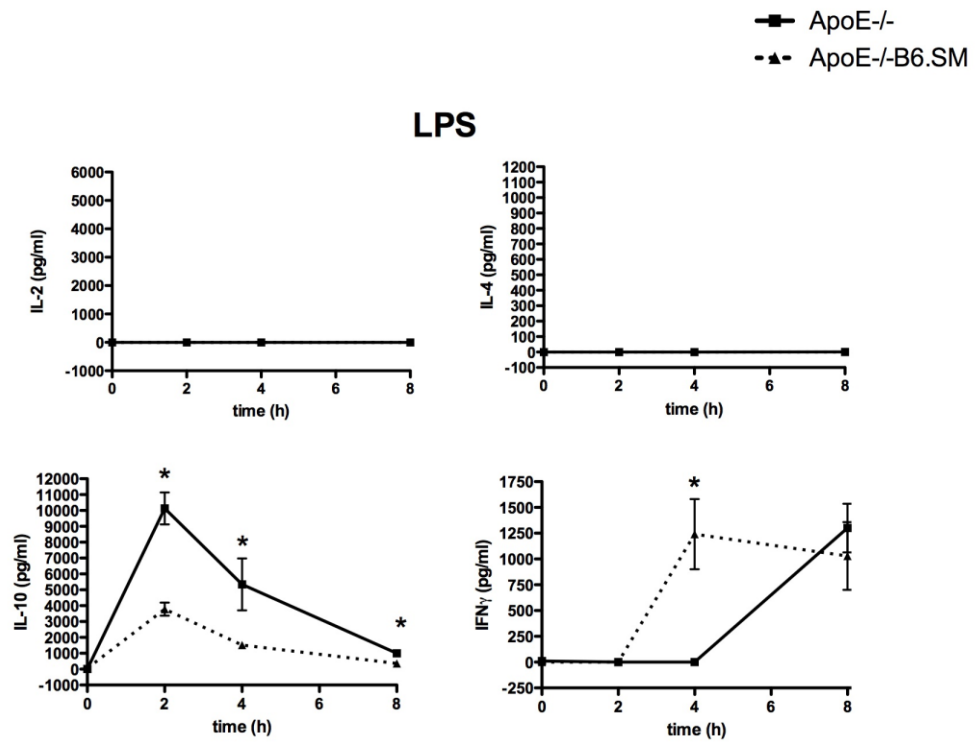 ApoE-/-
ApoE-/-B6.SM
LPS
IL-2 (pg/ml)
6000
5000
4000
3000
2000
1000
0
-1000
0 2 4 6 8
time (h)
IL-4 (pg/ml)
1200
1100
1000
900
800
700
600
500
400
300
200
100
0
-100
0 2 4 6 8
time (h)
IL-10 (pg/ml)
12000
11000
10000
9000
8000
7000
6000
5000
4000
3000
2000
1000
0
-1000
* * *
0 2 4 6 8
time (h)
IFNγ (pg/ml)
1750
1500
1250
1000
750
500
250
0
-250
*
0 2 4 6 8
time (h)